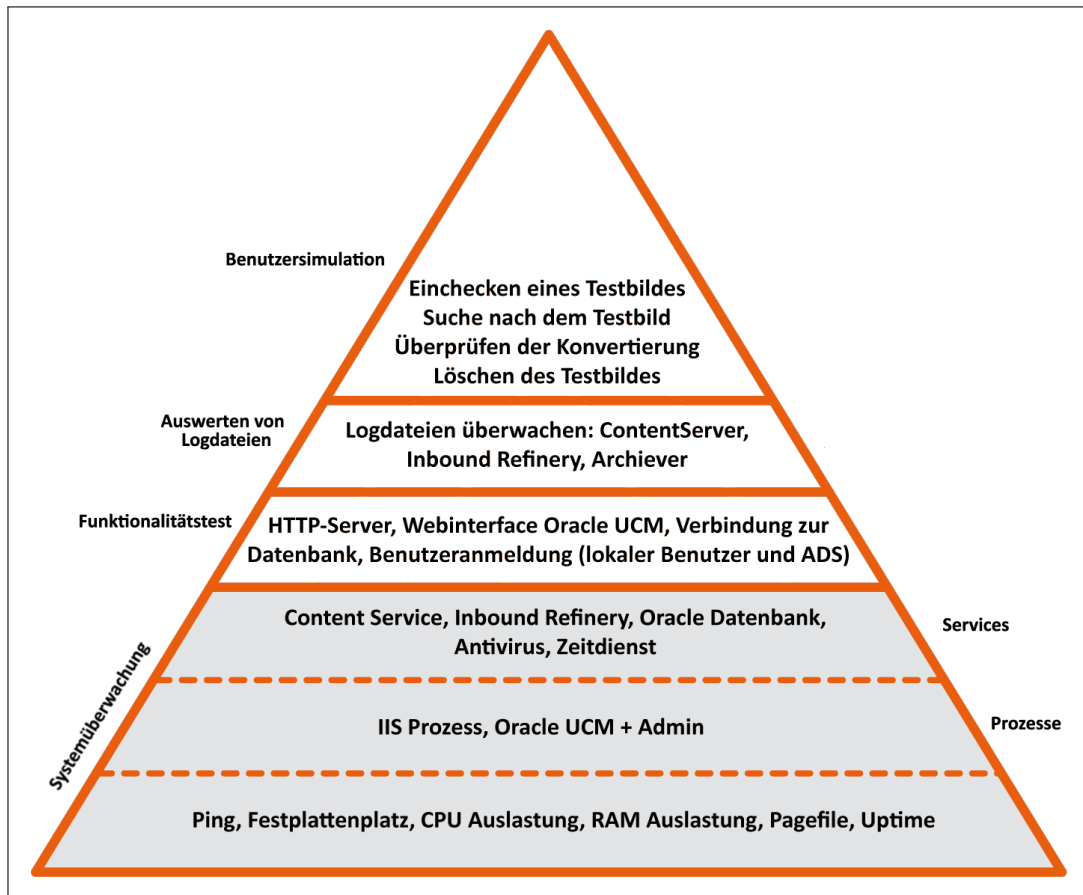 Benutzersimulation
Einchecken eines Testbildes
Suche nach dem Testbild
Überprüfen der Konvertierung
Löschen des Testbildes
Auswerten von
Logdateien
Logdateien überwachen: ContentServer,
Inbound Refinery, Archiever
Funktionalitätstest
HTTP-Server, Webinterface Oracle UCM, Verbindung zur
Datenbank, Benutzeranmeldung (lokaler Benutzer und ADS)
Systemüberwachung
Content Service, Inbound Refinery, Oracle Datenbank,
Antivirus, Zeitdienst
Services
IIS Prozess, Oracle UCM + Admin
Prozesse
Ping, Festplattenplatz, CPU Auslastung, RAM Auslastung, Pagefile, Uptime